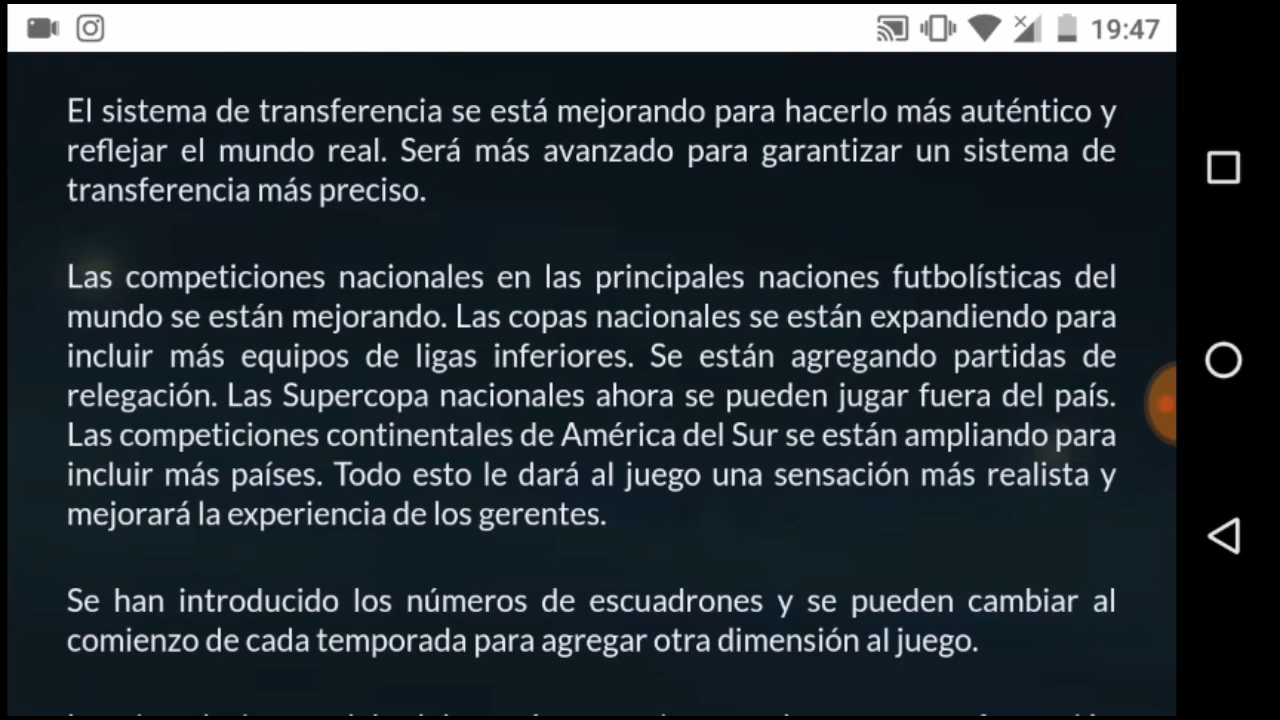 19:47
El sistema de transferencia se está mejorando para hacerlo más auténtico y
reflejar el mundo real. Será más avanzado para garantizar un sistema de
transferencia más preciso.
Las competiciones nacionales en las principales naciones futbolísticas del
mundo se están mejorando. Las copas nacionales se están expandiendo para
incluir más equipos de ligas inferiores. Se están agregando partidas de
relegación. Las Supercopa nacionales ahora se pueden jugar fuera del país.
Las competiciones continentales de América del Sur se están ampliando para
incluir más países. Todo esto le dará al juego una sensación más realista y
mejorará la experiencia de los gerentes.
Se han introducido los números de escuadrones y se pueden cambiar al
comienzo de cada temporada para agregar otra dimensión al juego.